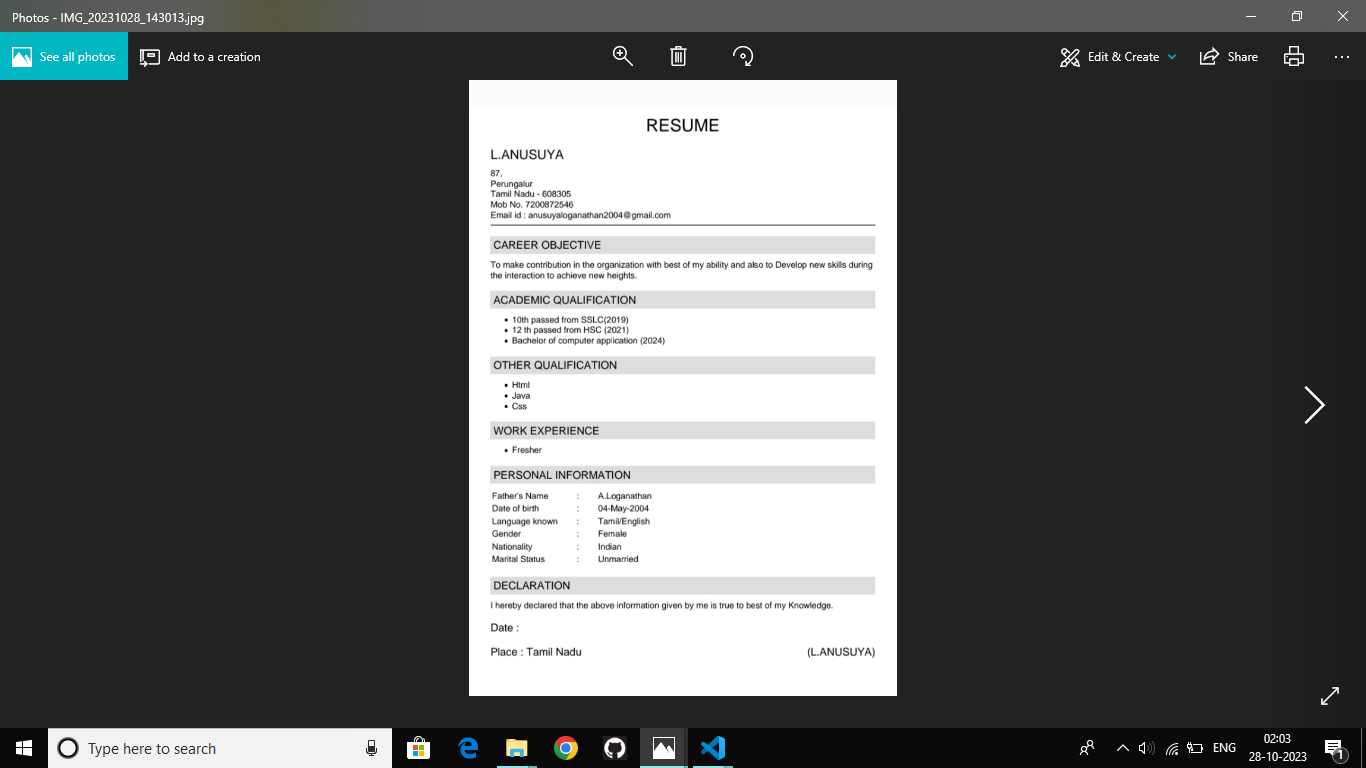 Photos - IMG_20231028_143013.jpg
See all photos
Add to a creation
Edit & Create
Share
RESUME
L.ANUSUYA
87,
Perungalur
Tamil Nadu - 608305
Mob No. 7200872546
Email id : anusuyaloganathan2004@gmail.com
CAREER OBJECTIVE
To make contribution in the organization with best of my ability and also to Develop new skills during
the interaction to achieve new heights.
ACADEMIC QUALIFICATION
• 10th passed from SSLC(2019)
• 12 th passed from HSC (2021)
• Bachelor of computer application (2024)
OTHER QUALIFICATION
• Html
• Java
• Css
WORK EXPERIENCE
• Fresher
PERSONAL INFORMATION
Father's Name : A.Loganathan
Date of birth : 04-May-2004
Language known : Tamil/English
Gender : Female
Nationality : Indian
Marital Status : Unmarried
DECLARATION
I hereby declared that the above information given by me is true to best of my Knowledge.
Date :
Place : Tamil Nadu (L.ANUSUYA)
Type here to search
ENG
02:03
28-10-2023
1